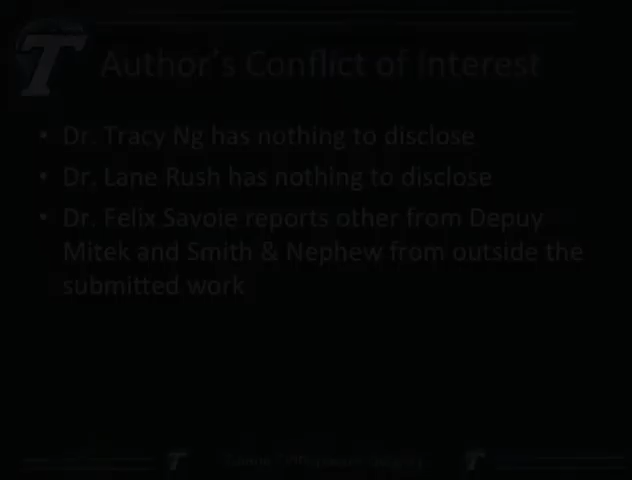 T
Author's Conflict of Interest
• Dr. Tracy Ng has nothing to disclose
• Dr. Lane Rush has nothing to disclose
• Dr. Felix Savoie reports other from Depuy
Mitek and Smith & Nephew from outside the
submitted work
T T